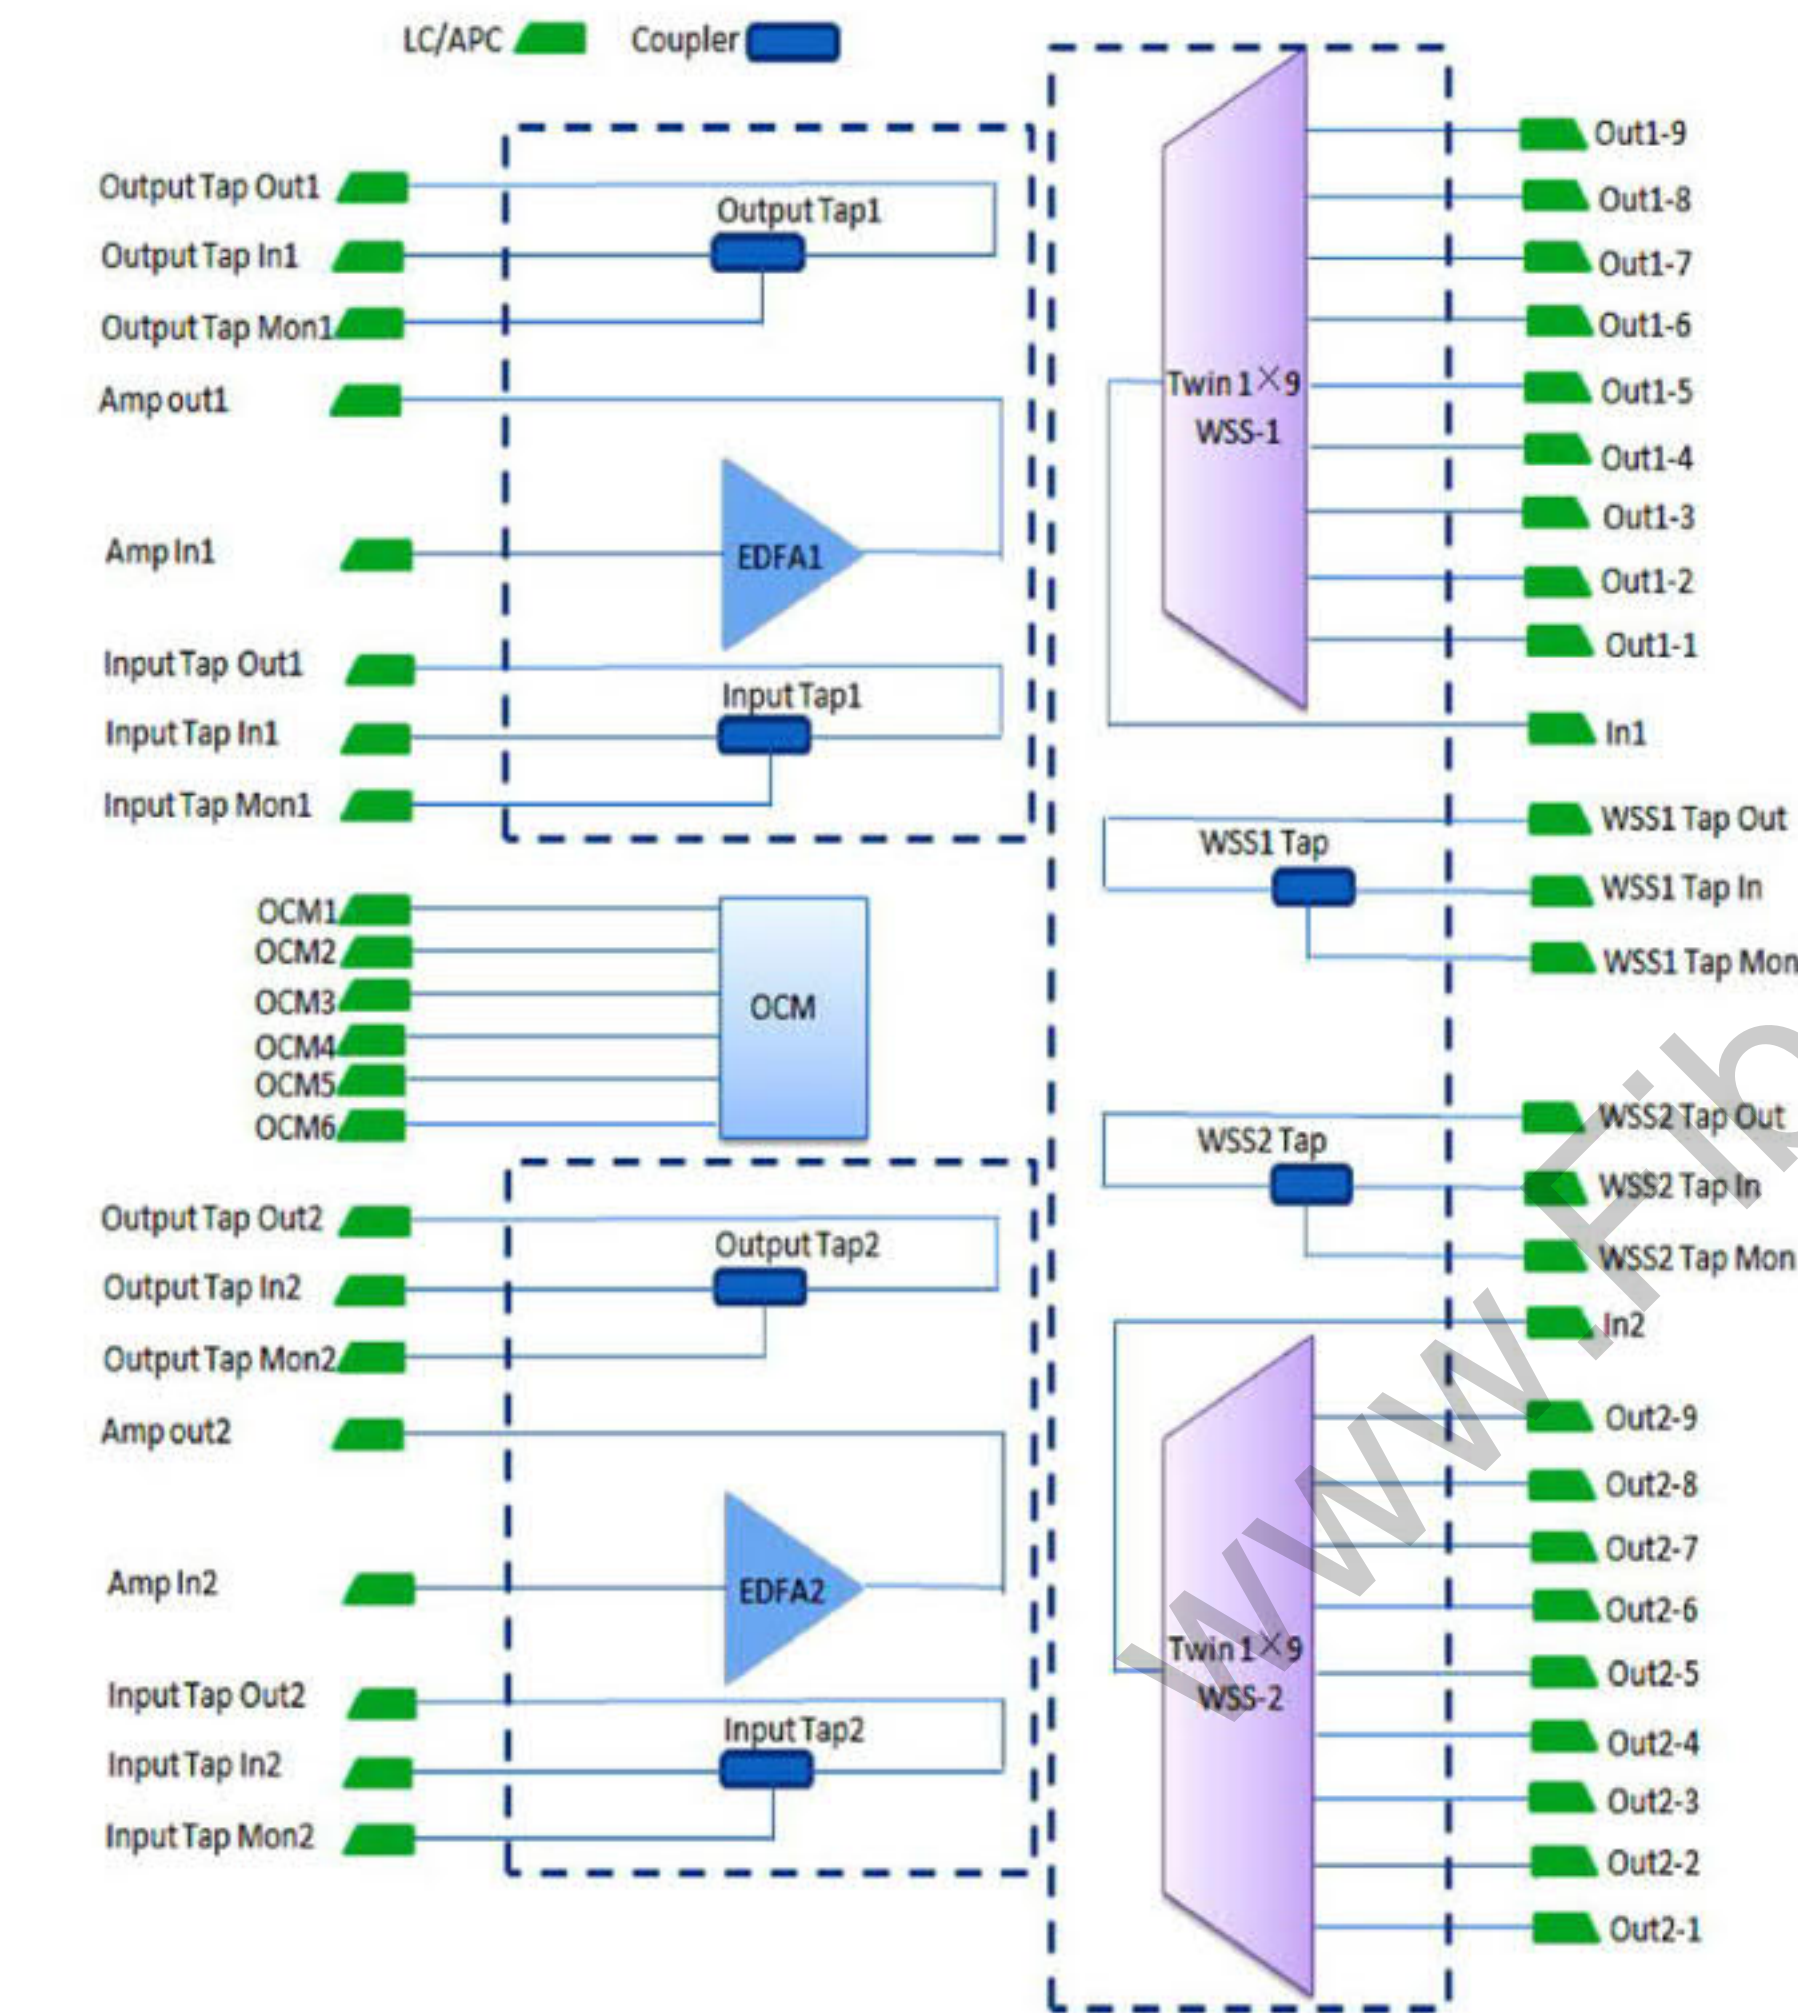 LC/APC
Coupler
Output Tap Out1
Output Tap In1
Output Tap Mon1
Output Tap1
Amp out1
Amp In1
EDFA1
Input Tap Out1
Input Tap In1
Input Tap Mon1
Input Tap1
OCM1
OCM2
OCM3
OCM4
OCM5
OCM6
OCM
Output Tap Out2
Output Tap In2
Output Tap Mon2
Output Tap2
Amp out2
Amp In2
EDFA2
Input Tap Out2
Input Tap In2
Input Tap Mon2
Input Tap2
Twin 1×9
WSS-1
Out1-9
Out1-8
Out1-7
Out1-6
Out1-5
Out1-4
Out1-3
Out1-2
Out1-1
In1
WSS1 Tap
WSS1 Tap Out
WSS1 Tap In
WSS1 Tap Mon
WSS2 Tap
WSS2 Tap Out
WSS2 Tap In
WSS2 Tap Mon
In2
Twin 1×9
WSS-2
Out2-9
Out2-8
Out2-7
Out2-6
Out2-5
Out2-4
Out2-3
Out2-2
Out2-1
www.Fib